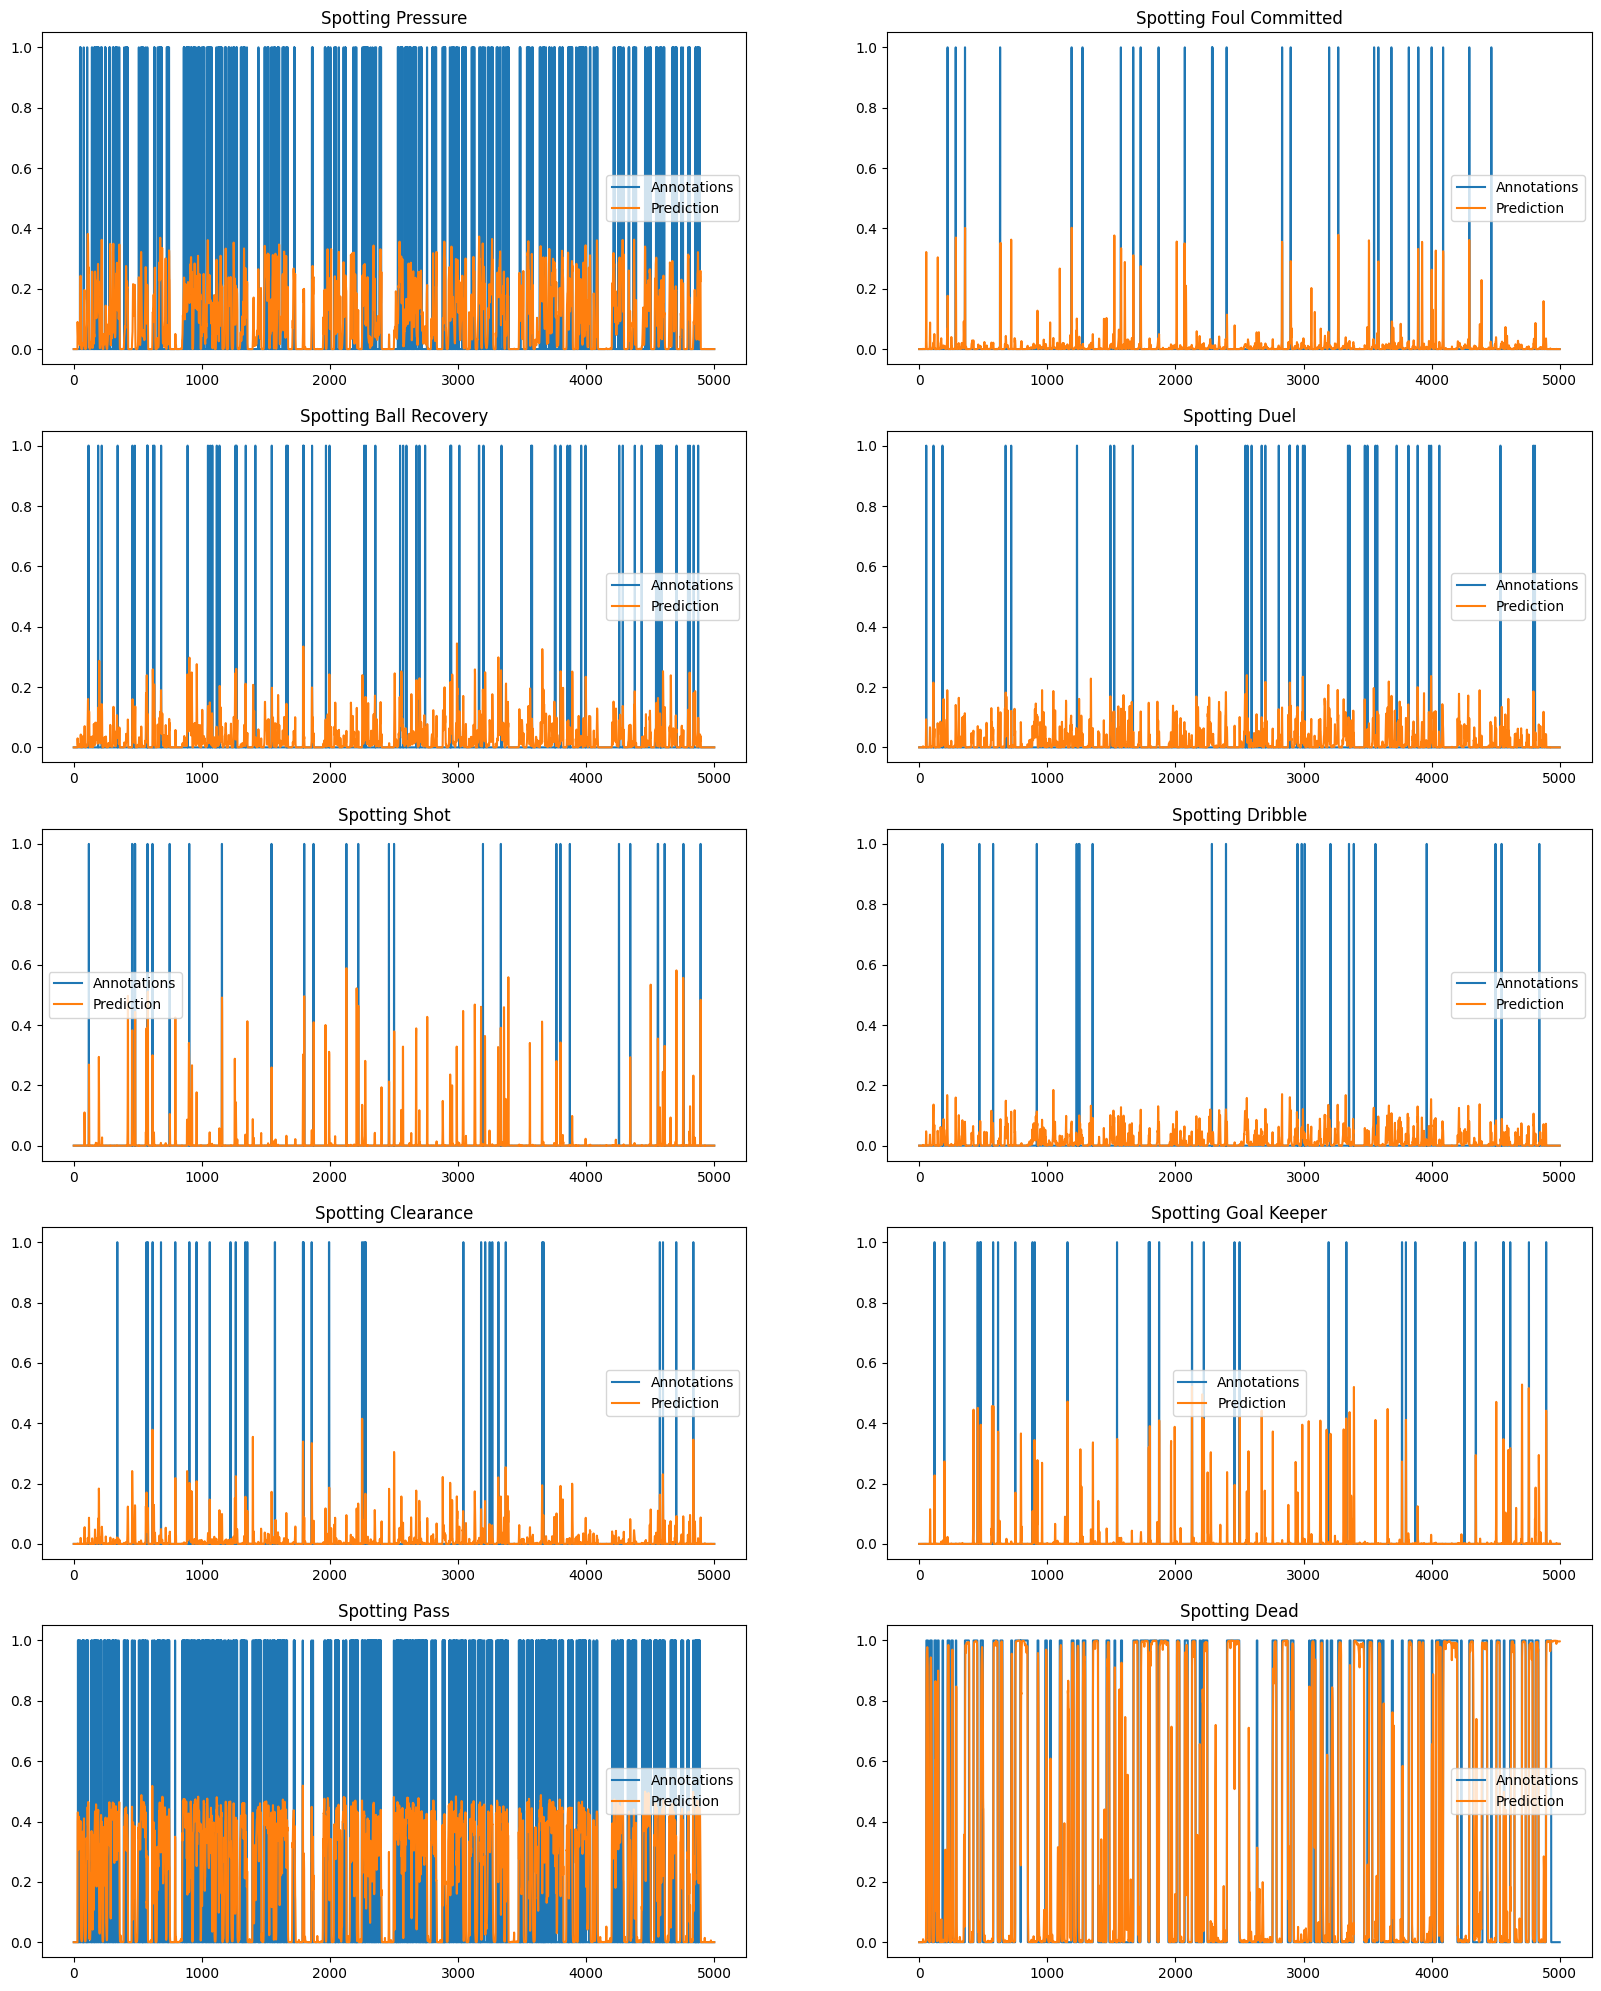 Spotting Pressure
1.0
0.8
0.6
0.4
0.2
0.0
Annotations
Prediction
0 1000 2000 3000 4000 5000
Spotting Foul Committed
1.0
0.8
0.6
0.4
0.2
0.0
Annotations
Prediction
0 1000 2000 3000 4000 5000
Spotting Ball Recovery
1.0
0.8
0.6
0.4
0.2
0.0
Annotations
Prediction
0 1000 2000 3000 4000 5000
Spotting Duel
1.0
0.8
0.6
0.4
0.2
0.0
Annotations
Prediction
0 1000 2000 3000 4000 5000
Spotting Shot
1.0
0.8
0.6
0.4
0.2
0.0
Annotations
Prediction
0 1000 2000 3000 4000 5000
Spotting Dribble
1.0
0.8
0.6
0.4
0.2
0.0
Annotations
Prediction
0 1000 2000 3000 4000 5000
Spotting Clearance
1.0
0.8
0.6
0.4
0.2
0.0
Annotations
Prediction
0 1000 2000 3000 4000 5000
Spotting Goal Keeper
1.0
0.8
0.6
0.4
0.2
0.0
Annotations
Prediction
0 1000 2000 3000 4000 5000
Spotting Pass
1.0
0.8
0.6
0.4
0.2
0.0
Annotations
Prediction
0 1000 2000 3000 4000 5000
Spotting Dead
1.0
0.8
0.6
0.4
0.2
0.0
Annotations
Prediction
0 1000 2000 3000 4000 5000